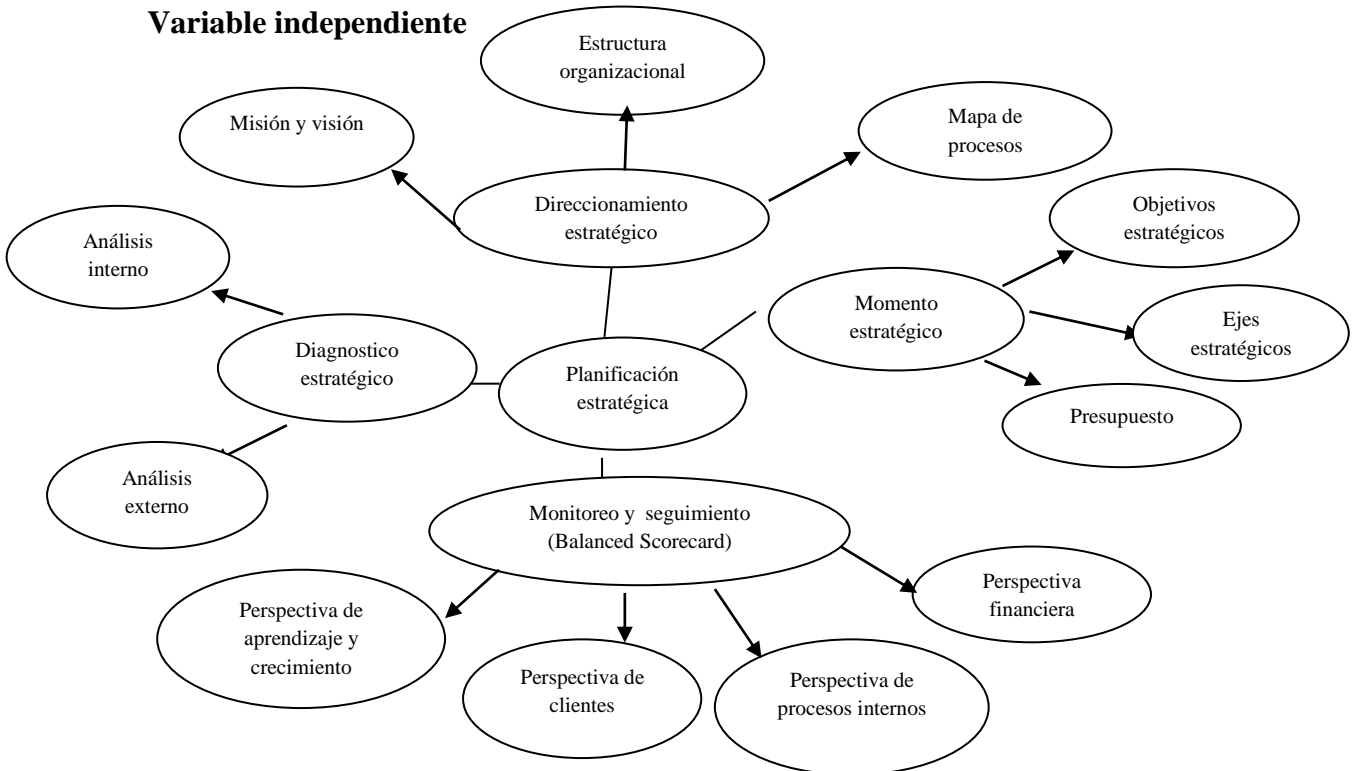 Variable independiente
Estructura
organizacional
Misión y visión
Mapa de
procesos
Direccionamiento
estratégico
Objetivos
estratégicos
Análisis
interno
Momento
estratégico
Ejes
estratégicos
Diagnostico
estratégico
Planificación
estratégica
Presupuesto
Análisis
externo
Monitoreo y  seguimiento
(Balanced Scorecard)
Perspectiva
financiera
Perspectiva de
aprendizaje y
crecimiento
Perspectiva de
clientes
Perspectiva de
procesos internos